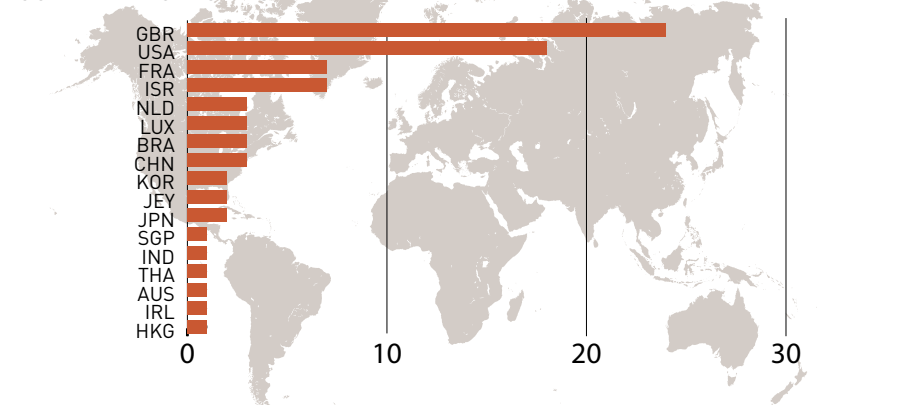 GBR
USA
FRA
ISR
NLD
LUX
BRA
CHN
KOR
JEY
JPN
SGP
IND
THA
AUS
IRL
HKG
0 10 20 30